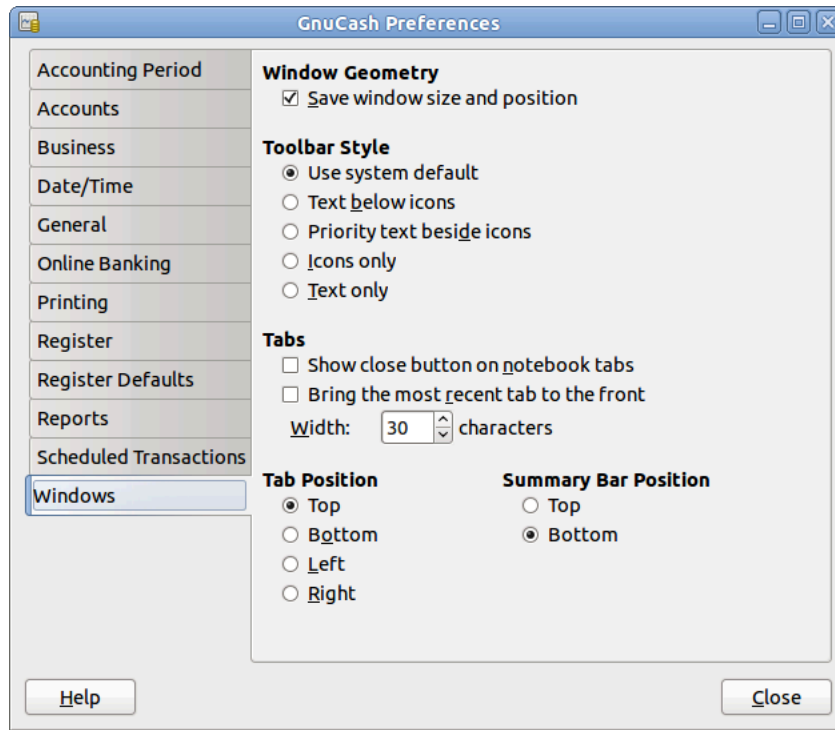 GnuCash Preferences
Accounting Period
Accounts
Business
Date/Time
General
Online Banking
Printing
Register
Register Defaults
Reports
Scheduled Transactions
Windows
Window Geometry
Save window size and position
Toolbar Style
Use system default
Text below icons
Priority text beside icons
Icons only
Text only
Tabs
Show close button on notebook tabs
Bring the most recent tab to the front
Width: 30 characters
Tab Position
Top
Bottom
Left
Right
Summary Bar Position
Top
Bottom
Help
Close